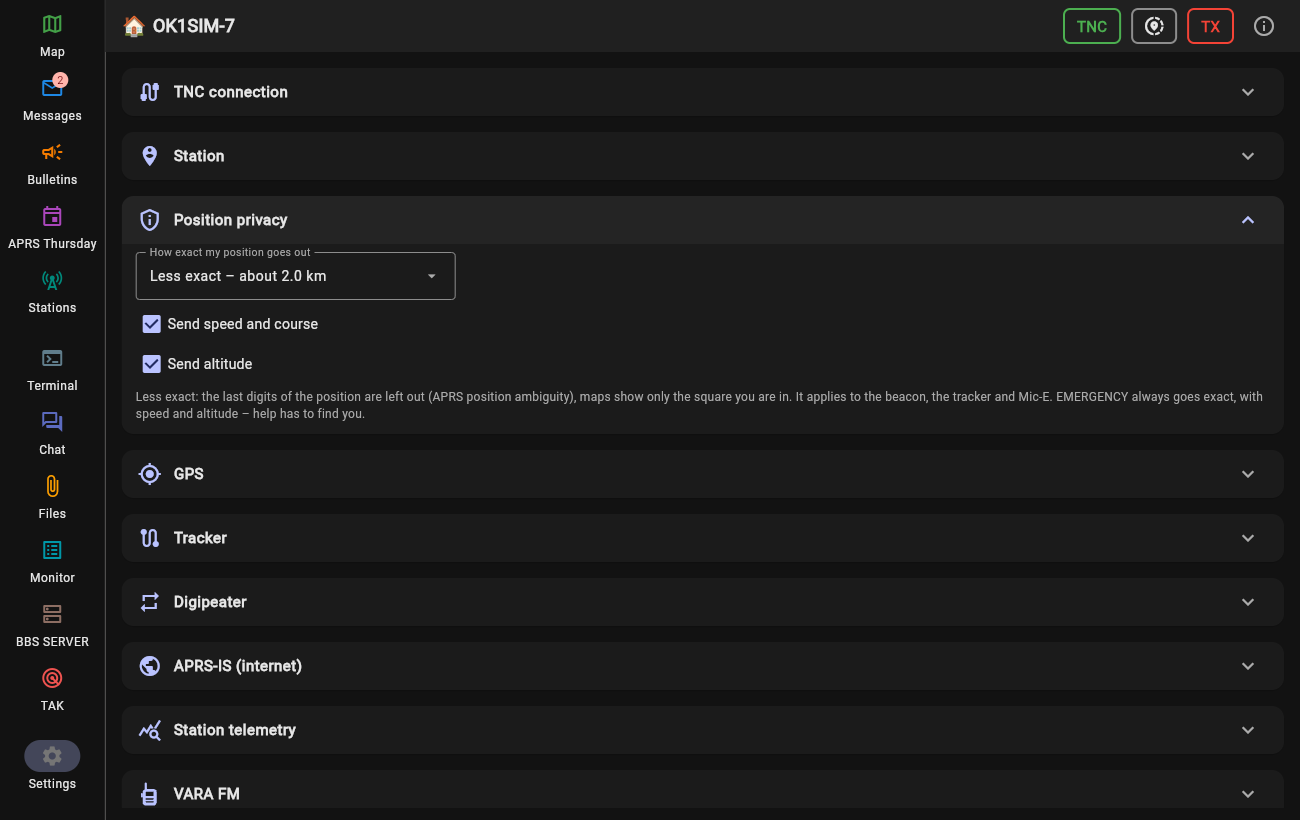 OK1SIM-7
TNC
TX
Map
2
Messages
Bulletins
APRS Thursday
Stations
Terminal
Chat
Files
Monitor
BBS SERVER
TAK
Settings
TNC connection
Station
Position privacy
How exact my position goes out
Less exact – about 2.0 km
Send speed and course
Send altitude
Less exact: the last digits of the position are left out (APRS position ambiguity), maps show only the square you are in. It applies to the beacon, the tracker and Mic-E. EMERGENCY always goes exact, with
speed and altitude – help has to find you.
GPS
Tracker
Digipeater
APRS-IS (internet)
Station telemetry
VARA FM